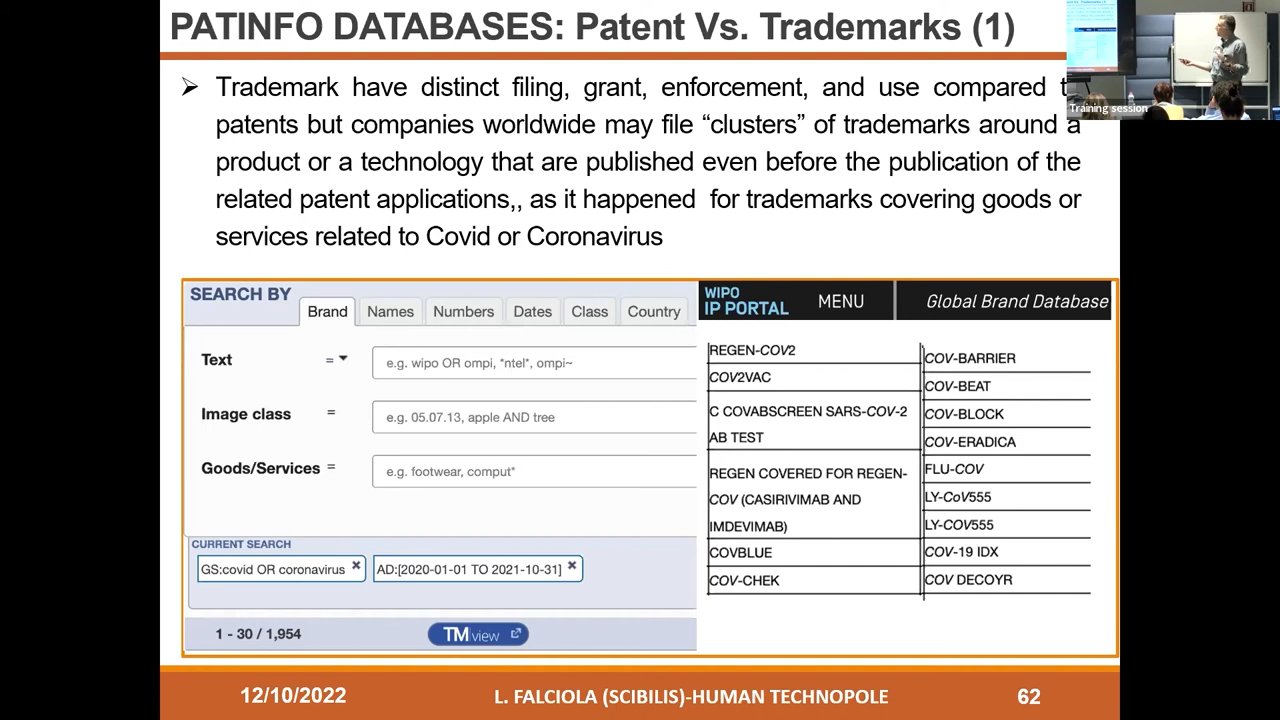 PATINFO DATABASES: Patent Vs. Trademarks (1)
Training session
➢ Trademark have distinct filing, grant, enforcement, and use compared
patents but companies worldwide may file “clusters” of trademarks around a
product or a technology that are published even before the publication of the
related patent applications,, as it happened for trademarks covering goods or
services related to Covid or Coronavirus
SEARCH BY
Brand Names Numbers Dates Class Country
Text = e.g. wipo OR ompi, *ntel*, ompi~
Image class = e.g. 05.07.13, apple AND tree
Goods/Services = e.g. footwear, comput*
CURRENT SEARCH
GS:covid OR coronavirus × AD:[2020-01-01 TO 2021-10-31] ×
1 - 30 / 1,954
TMview
WIPO
IP PORTAL MENU Global Brand Database
REGEN-COV2
COV2VAC
C COVABSCREEN SARS-COV-2
AB TEST
REGEN COVERED FOR REGEN-
COV (CASIRIVIMAB AND
IMDEVIMAB)
COVBLUE
COV-CHEK
COV-BARRIER
COV-BEAT
COV-BLOCK
COV-ERADICA
FLU-COV
LY-CoV555
LY-COV555
COV-19 IDX
COV DECOYR
12/10/2022 L. FALCIOLA (SCIBILIS)-HUMAN TECHNOPOLE 62